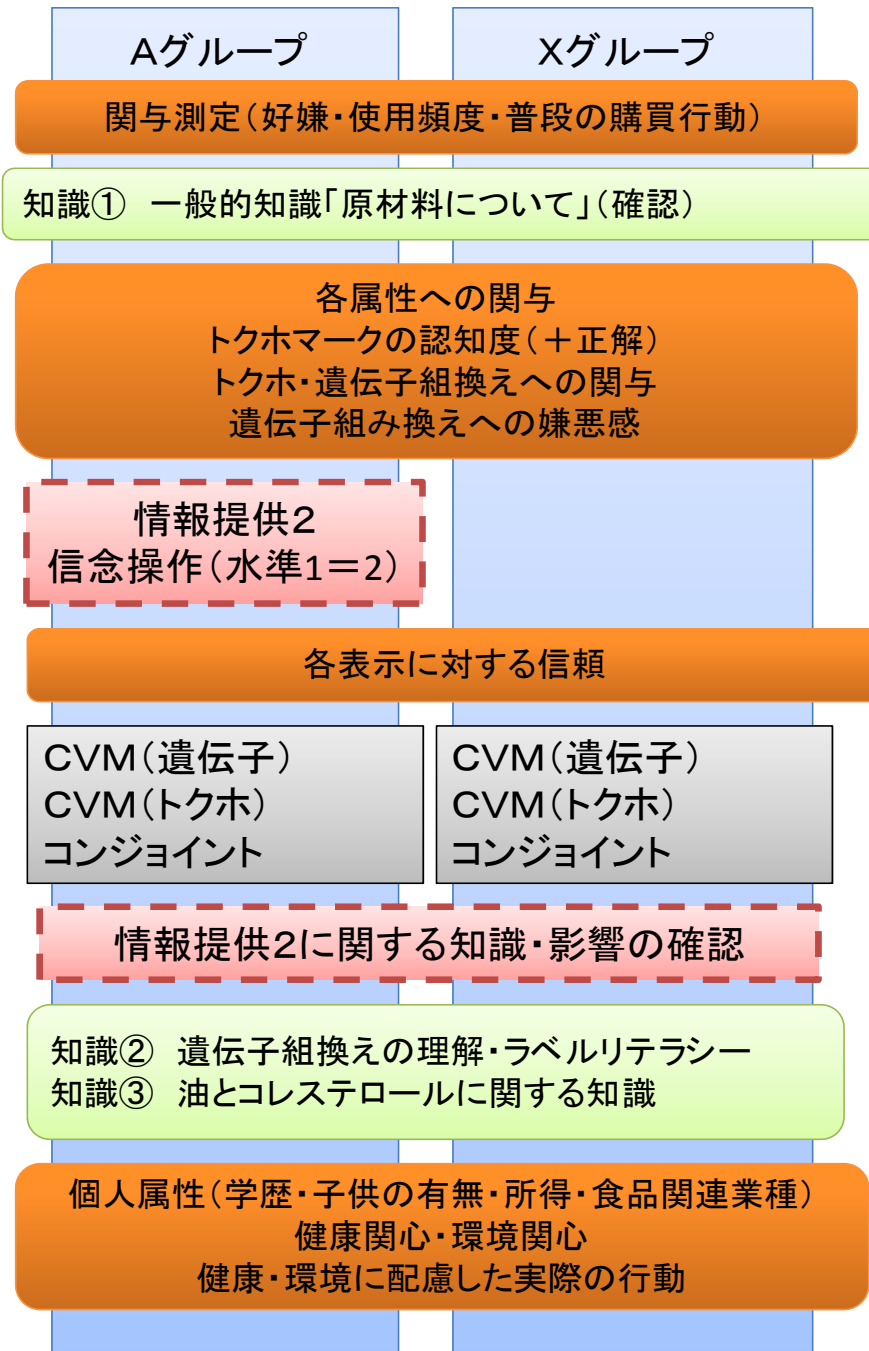 Aグループ
Xグループ
関与測定（好嫌・使用頻度・普段の購買行動）
知識①　一般的知識「原材料について」（確認）
各属性への関与
トクホマークの認知度（＋正解）
トクホ・遺伝子組換えへの関与
遺伝子組み換えへの嫌悪感
情報提供２
信念操作（水準1＝2）
各表示に対する信頼
CVM（遺伝子）
CVM（トクホ）
コンジョイント
CVM（遺伝子）
CVM（トクホ）
コンジョイント
情報提供２に関する知識・影響の確認
知識②　遺伝子組換えの理解・ラベルリテラシー
知識③　油とコレステロールに関する知識
個人属性（学歴・子供の有無・所得・食品関連業種）
健康関心・環境関心
健康・環境に配慮した実際の行動